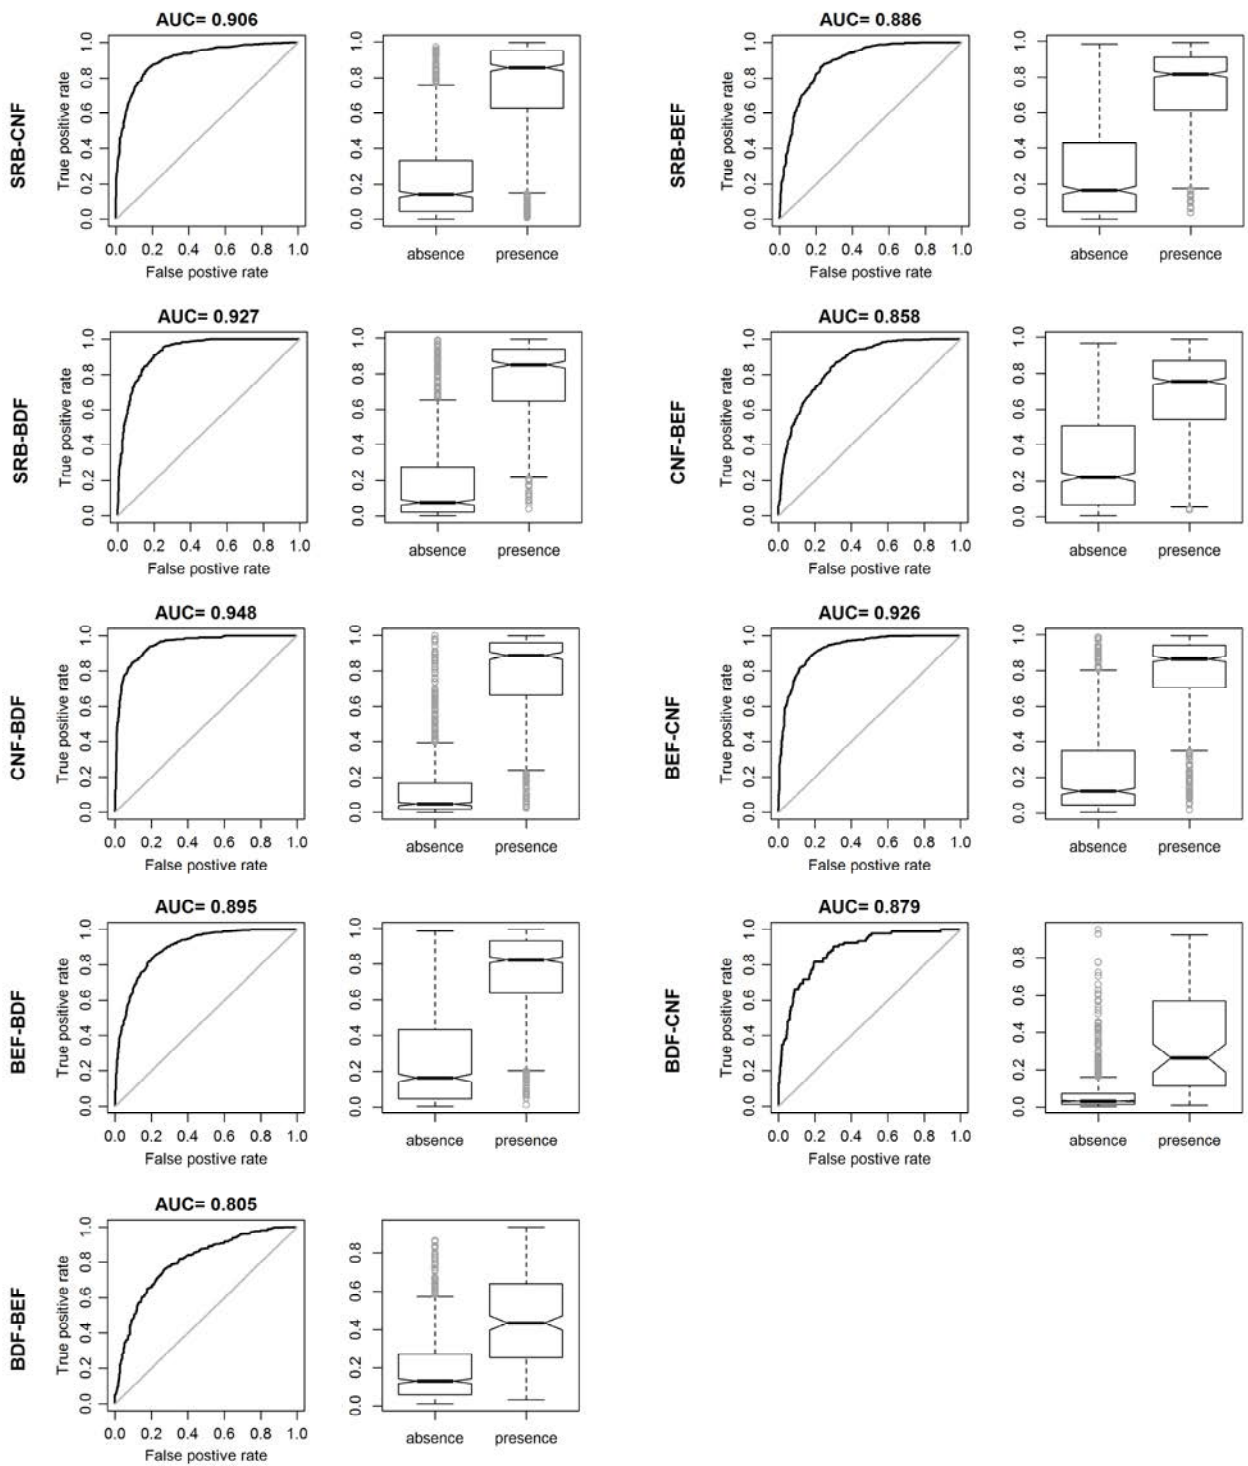 AUC= 0.906
SRB-CNF
True positive rate
0.0 0.2 0.4 0.6 0.8 1.0
0.0 0.2 0.4 0.6 0.8 1.0
False postive rate
0.0 0.2 0.4 0.6 0.8 1.0
absence presence
AUC= 0.886
SRB-BEF
True positive rate
0.0 0.2 0.4 0.6 0.8 1.0
0.0 0.2 0.4 0.6 0.8 1.0
False postive rate
0.0 0.2 0.4 0.6 0.8 1.0
absence presence
AUC= 0.927
SRB-BDF
True positive rate
0.0 0.2 0.4 0.6 0.8 1.0
0.0 0.2 0.4 0.6 0.8 1.0
False postive rate
0.0 0.2 0.4 0.6 0.8 1.0
absence presence
AUC= 0.858
CNF-BEF
True positive rate
0.0 0.2 0.4 0.6 0.8 1.0
0.0 0.2 0.4 0.6 0.8 1.0
False postive rate
0.0 0.2 0.4 0.6 0.8 1.0
absence presence
AUC= 0.948
CNF-BDF
True positive rate
0.0 0.2 0.4 0.6 0.8 1.0
0.0 0.2 0.4 0.6 0.8 1.0
False postive rate
0.0 0.2 0.4 0.6 0.8 1.0
absence presence
AUC= 0.926
BEF-CNF
True positive rate
0.0 0.2 0.4 0.6 0.8 1.0
0.0 0.2 0.4 0.6 0.8 1.0
False postive rate
0.0 0.2 0.4 0.6 0.8 1.0
absence presence
AUC= 0.895
BEF-BDF
True positive rate
0.0 0.2 0.4 0.6 0.8 1.0
0.0 0.2 0.4 0.6 0.8 1.0
False postive rate
0.0 0.2 0.4 0.6 0.8 1.0
absence presence
AUC= 0.879
BDF-CNF
True positive rate
0.0 0.2 0.4 0.6 0.8 1.0
0.0 0.2 0.4 0.6 0.8 1.0
False postive rate
0.0 0.2 0.4 0.6 0.8
absence presence
AUC= 0.805
BDF-BEF
True positive rate
0.0 0.2 0.4 0.6 0.8 1.0
0.0 0.2 0.4 0.6 0.8 1.0
False postive rate
0.0 0.2 0.4 0.6 0.8
absence presence